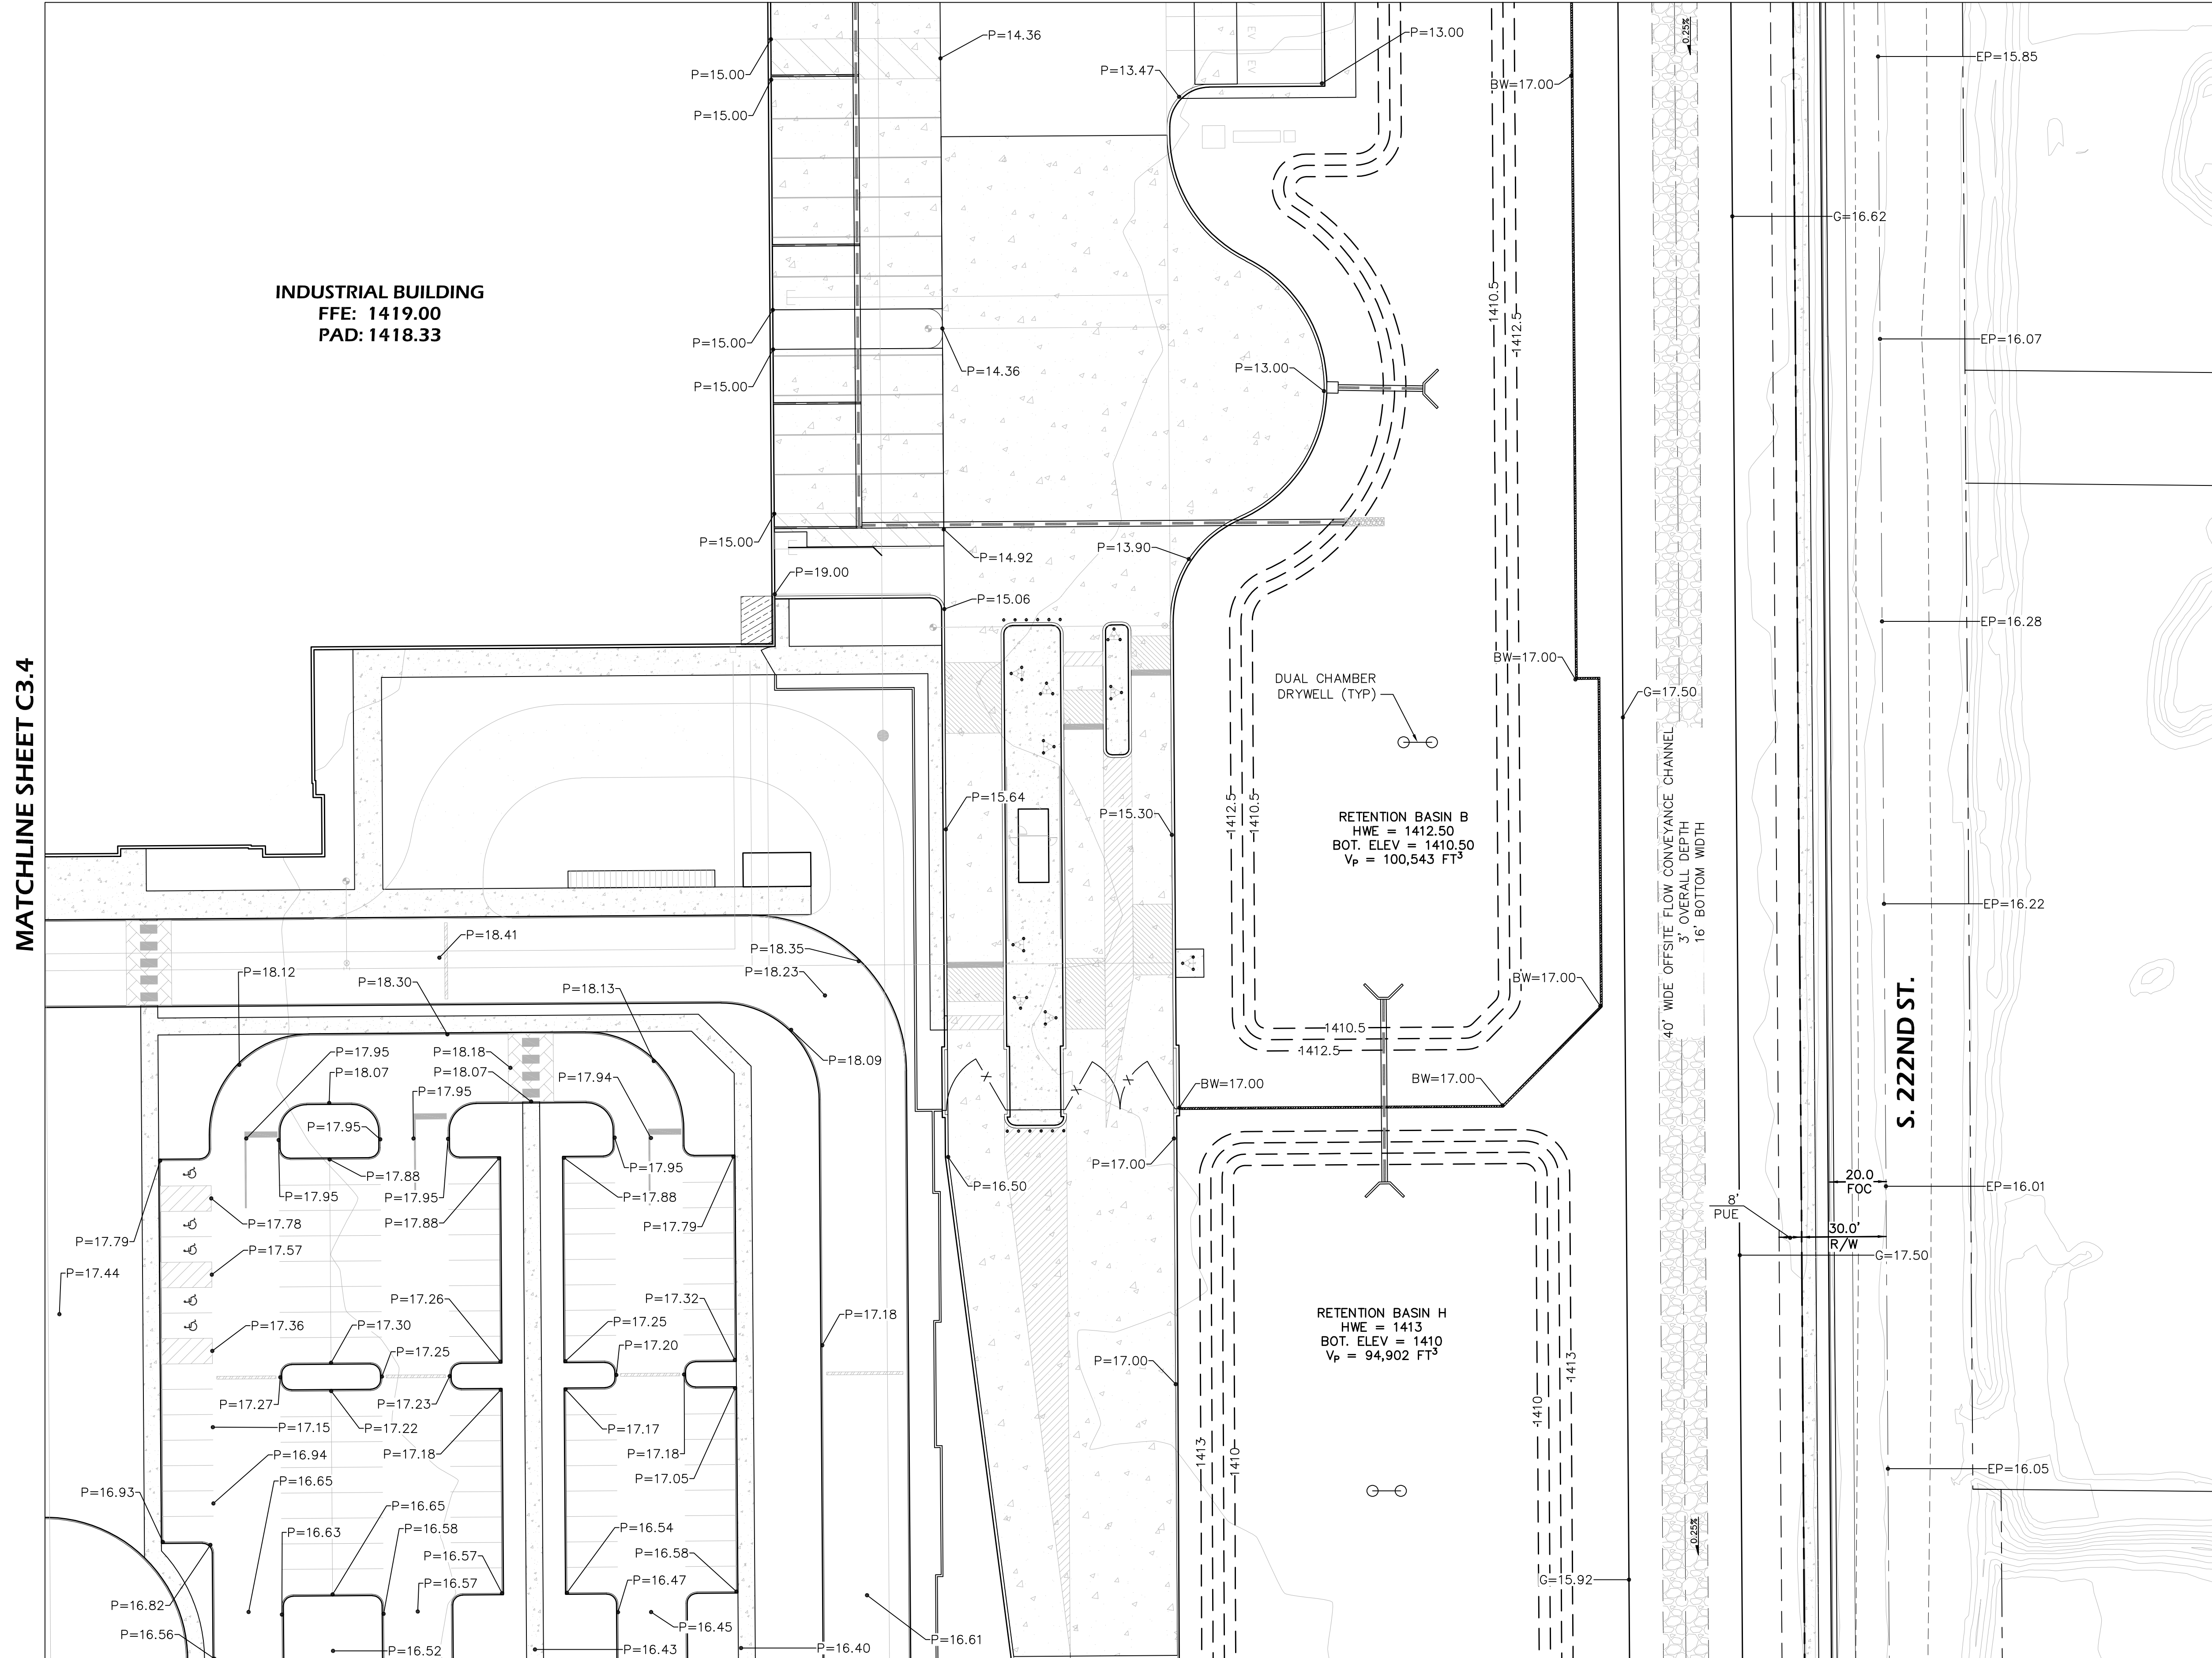 P=14.36
P=13.00
0.25%
EP=15.85
P=15.00
P=13.47
BW=17.00
EV
EV
P=15.00
G=16.62
INDUSTRIAL BUILDING
FFE: 1419.00
PAD: 1418.33
1410.5
1412.5
P=15.00
EP=16.07
P=14.36
P=13.00
P=15.00
P=15.00
P=14.92
P=13.90
P=19.00
P=15.06
EP=16.28
MATCHLINE SHEET C3.4
BW=17.00
DUAL CHAMBER
DRYWELL (TYP)
G=17.50
40' WIDE OFFSITE FLOW CONVEYANCE CHANNEL
3' OVERALL DEPTH
16' BOTTOM WIDTH
P=15.64
P=15.30
1412.5
1410.5
RETENTION BASIN B
HWE = 1412.50
BOT. ELEV = 1410.50
VP = 100,543 FT3
EP=16.22
P=18.41
P=18.35
P=18.12
P=18.30
P=18.23
P=18.13
BW=17.00
S. 222ND ST.
1410.5
1412.5
P=17.95
P=18.18
P=18.07
P=18.07
P=17.94
P=18.09
P=17.95
BW=17.00
BW=17.00
P=17.95
P=17.88
P=17.95
P=17.00
P=17.95
P=17.95
P=17.88
P=16.50
20.0
FOC
EP=16.01
8'
PUE
P=17.78
P=17.88
P=17.79
P=17.79
30.0'
R/W
P=17.57
G=17.50
P=17.44
P=17.26
P=17.32
P=17.18
RETENTION BASIN H
HWE = 1413
BOT. ELEV = 1410
VP = 94,902 FT3
P=17.36
P=17.30
P=17.25
P=17.25
P=17.20
P=17.00
1413
P=17.27
P=17.23
1410
P=17.15
P=17.22
P=17.17
P=16.94
P=17.18
P=17.18
1413
1410
P=16.65
P=17.05
EP=16.05
P=16.93
P=16.65
0.25%
P=16.63
P=16.58
P=16.54
P=16.57
P=16.58
P=16.57
P=16.47
G=15.92
P=16.82
P=16.45
P=16.56
P=16.52
P=16.43
P=16.40
P=16.61